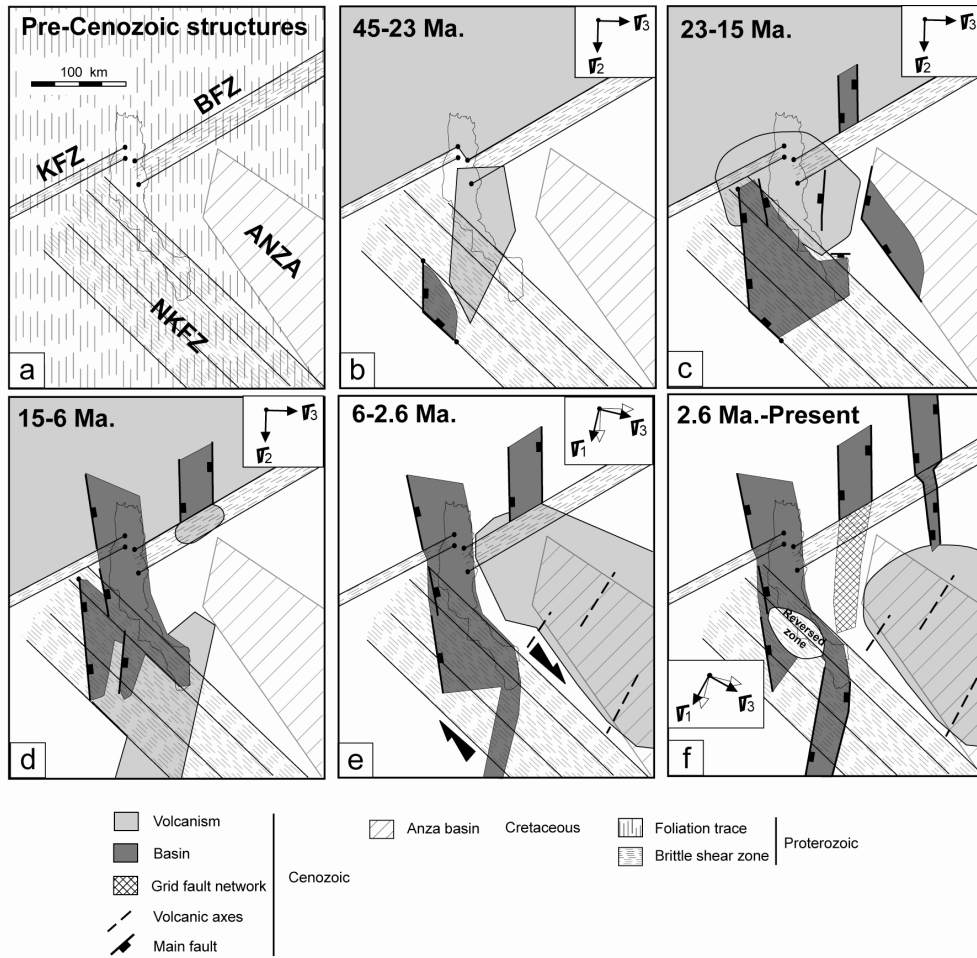 Pre-Cenozoic structures
100 km
BFZ
KFZ
ANZA
NKFZ
a
45-23 Ma.
σ3
σ2
b
23-15 Ma.
σ3
σ2
c
15-6 Ma.
σ3
σ2
d
6-2.6 Ma.
σ3
σ1
e
2.6 Ma.-Present
Reversed
zone
σ1
σ3
f
Volcanism
Basin
Grid fault network
Volcanic axes
Main fault
Cenozoic
Anza basin Cretaceous
Foliation trace
Brittle shear zone
Proterozoic